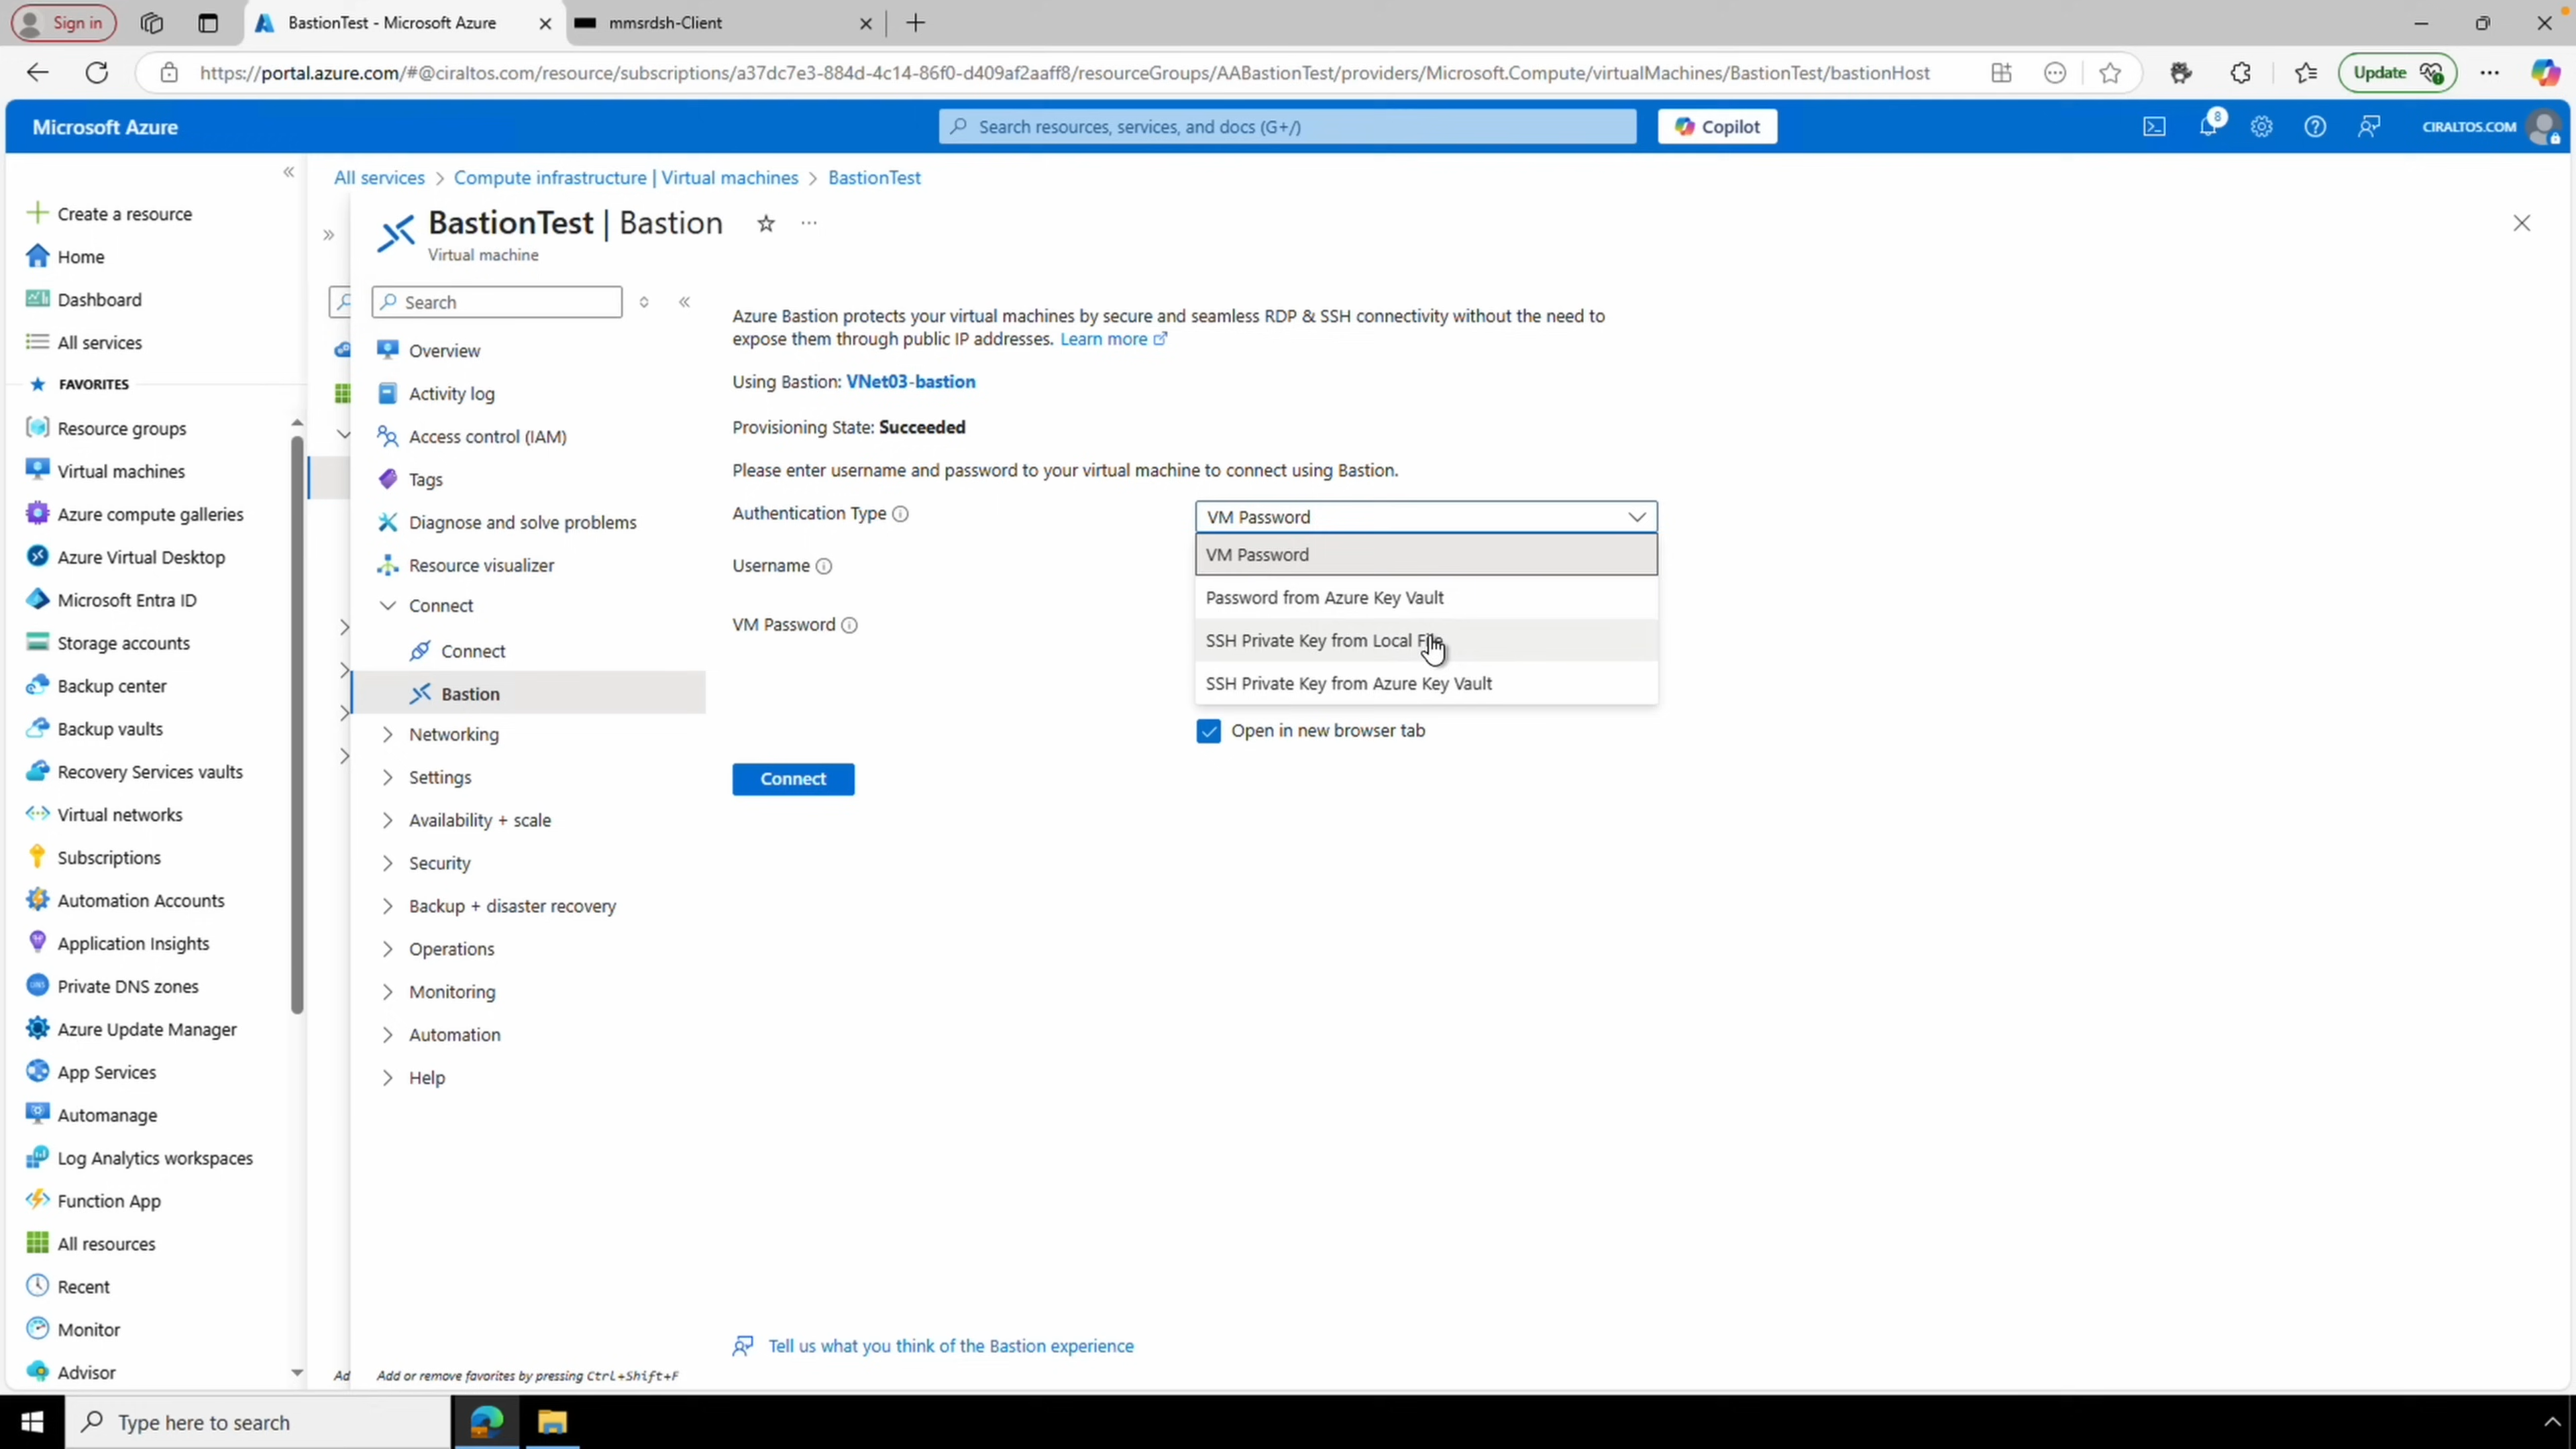 Sign in
BastionTest - Microsoft Azure
mmsrdsh-Client
https://portal.azure.com/#@ciraltos.com/resource/subscriptions/a37dc7e3-884d-4c14-86f0-d409af2aaff8/resourceGroups/AABastionTest/providers/Microsoft.Compute/virtualMachines/BastionTest/bastionHost
Update
Microsoft Azure
Search resources, services, and docs (G+/)
Copilot
8
CIRALTOS.COM
All services > Compute infrastructure | Virtual machines > BastionTest
BastionTest | Bastion
Virtual machine
Create a resource
Home
Dashboard
All services
FAVORITES
Resource groups
Virtual machines
Azure compute galleries
Azure Virtual Desktop
Microsoft Entra ID
Storage accounts
Backup center
Backup vaults
Recovery Services vaults
Virtual networks
Subscriptions
Automation Accounts
Application Insights
Private DNS zones
Azure Update Manager
App Services
Automanage
Log Analytics workspaces
Function App
All resources
Recent
Monitor
Advisor
Search
Overview
Activity log
Access control (IAM)
Tags
Diagnose and solve problems
Resource visualizer
Connect
Connect
Bastion
Networking
Settings
Availability + scale
Security
Backup + disaster recovery
Operations
Monitoring
Automation
Help
Ad
Add or remove favorites by pressing Ctrl+Shift+F
Azure Bastion protects your virtual machines by secure and seamless RDP & SSH connectivity without the need to
expose them through public IP addresses. Learn more
Using Bastion: VNet03-bastion
Provisioning State: Succeeded
Please enter username and password to your virtual machine to connect using Bastion.
Authentication Type
VM Password
VM Password
Password from Azure Key Vault
SSH Private Key from Local File
SSH Private Key from Azure Key Vault
Username
VM Password
Open in new browser tab
Connect
Tell us what you think of the Bastion experience
Type here to search